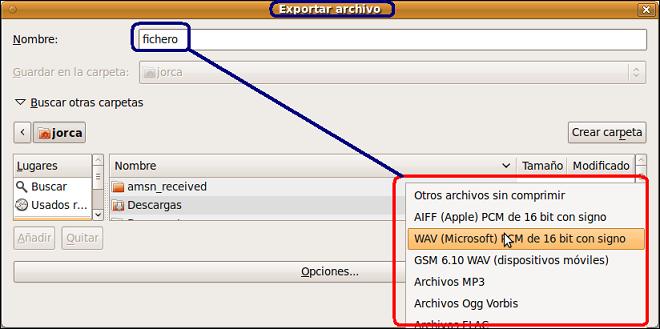 Exportar archivo
Nombre:
fichero
Guardar en la carpeta:
jorca
Buscar otras carpetas
jorca
Crear carpeta
Lugares
Nombre
Tamaño
Modificado
Buscar
amsn_received
Usados r...
Descargas
Añadir
Quitar
Opciones...
Otros archivos sin comprimir
AIFF (Apple) PCM de 16 bit con signo
WAV (Microsoft) PCM de 16 bit con signo
GSM 6.10 WAV (dispositivos móviles)
Archivos MP3
Archivos Ogg Vorbis
Archivos FLAC